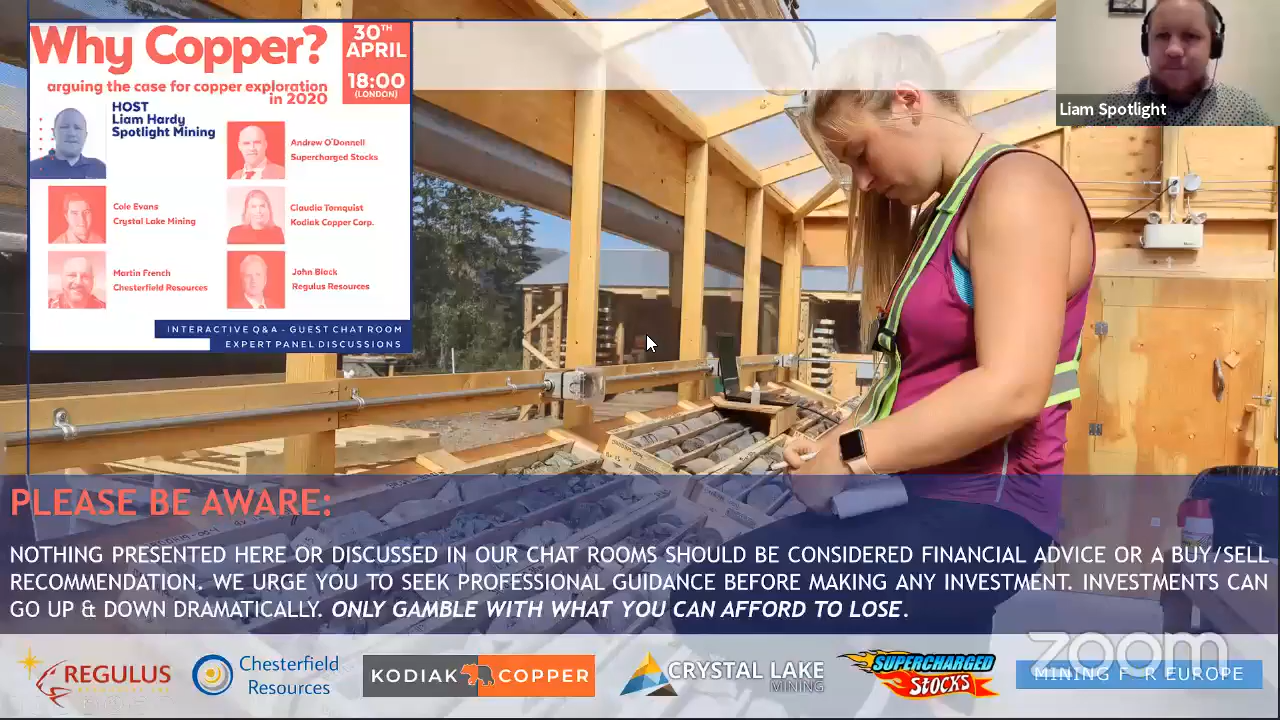 Why Copper?
30TH
APRIL
18:00
(LONDON)
arguing the case for copper exploration
in 2020
HOST
Liam Hardy
Spotlight Mining
Andrew O'Donnell
Supercharged Stocks
Cole Evans
Crystal Lake Mining
Claudia Tornquist
Kodiak Copper Corp.
Martin French
Chesterfield Resources
John Black
Regulus Resources
INTERACTIVE Q&A - GUEST CHAT ROOM
EXPERT PANEL DISCUSSIONS
Liam Spotlight
PLEASE BE AWARE:
NOTHING PRESENTED HERE OR DISCUSSED IN OUR CHAT ROOMS SHOULD BE CONSIDERED FINANCIAL ADVICE OR A BUY/SELL
RECOMMENDATION. WE URGE YOU TO SEEK PROFESSIONAL GUIDANCE BEFORE MAKING ANY INVESTMENT. INVESTMENTS CAN
GO UP & DOWN DRAMATICALLY. ONLY GAMBLE WITH WHAT YOU CAN AFFORD TO LOSE.
REGULUS
Chesterfield
Resources
KODIAK COPPER
CRYSTAL LAKE
MINING
SUPERCHARGED
STOCKS
zoom
MINING F R EUROPE